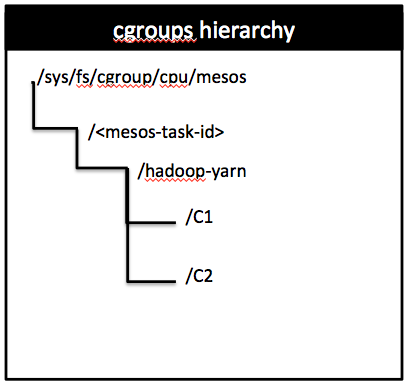 cgroups hierarchy
/sys/fs/cgroup/cpu/mesos
/<mesos-task-id>
/hadoop-yarn
/C1
/C2